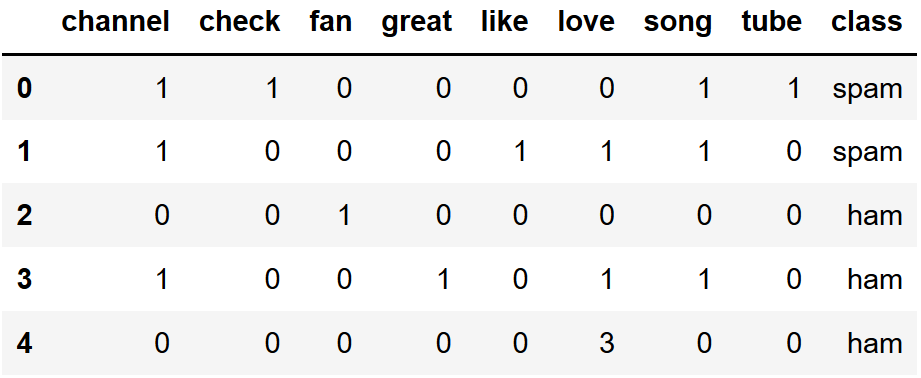 channel check fan great like love song tube class
0 1 1 0 0 0 0 1 1 spam
1 1 0 0 0 1 1 1 0 spam
2 0 0 1 0 0 0 0 0 ham
3 1 0 0 1 0 1 1 0 ham
4 0 0 0 0 0 3 0 0 ham